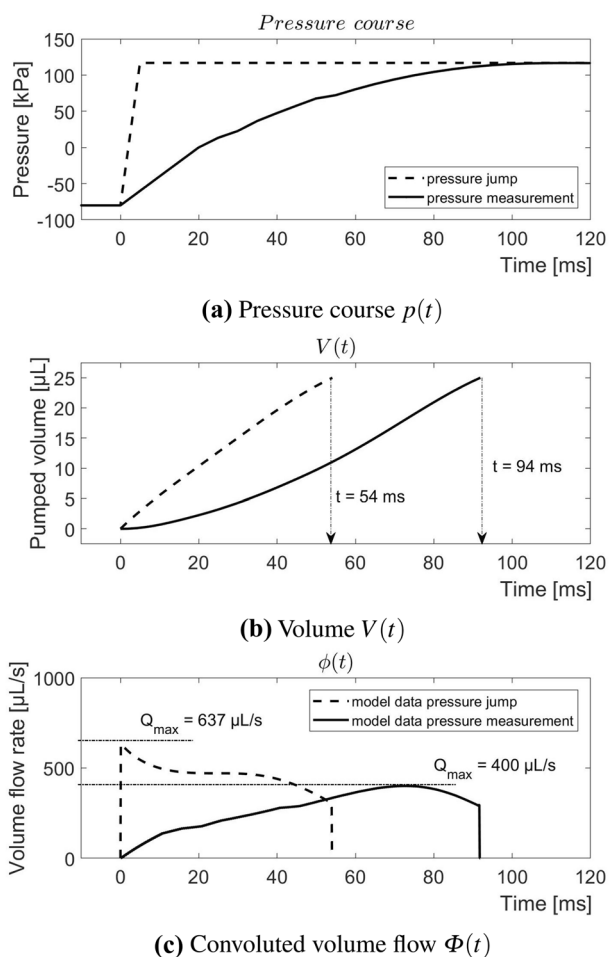 Pressure course
150
100
50
0
-50
-100
Pressure [kPa]
pressure jump
pressure measurement
0 20 40 60 80 100 120
Time [ms]
(a) Pressure course p(t)
V(t)
25
20
15
10
5
0
Pumped volume [µL]
t = 54 ms
t = 94 ms
0 20 40 60 80 100 120
Time [ms]
(b) Volume V(t)
ϕ(t)
1000
500
0
Volume flow rate [µL/s]
model data pressure jump
model data pressure measurement
Qmax = 637 µL/s
Qmax = 400 µL/s
0 20 40 60 80 100 120
Time [ms]
(c) Convoluted volume flow Φ(t)